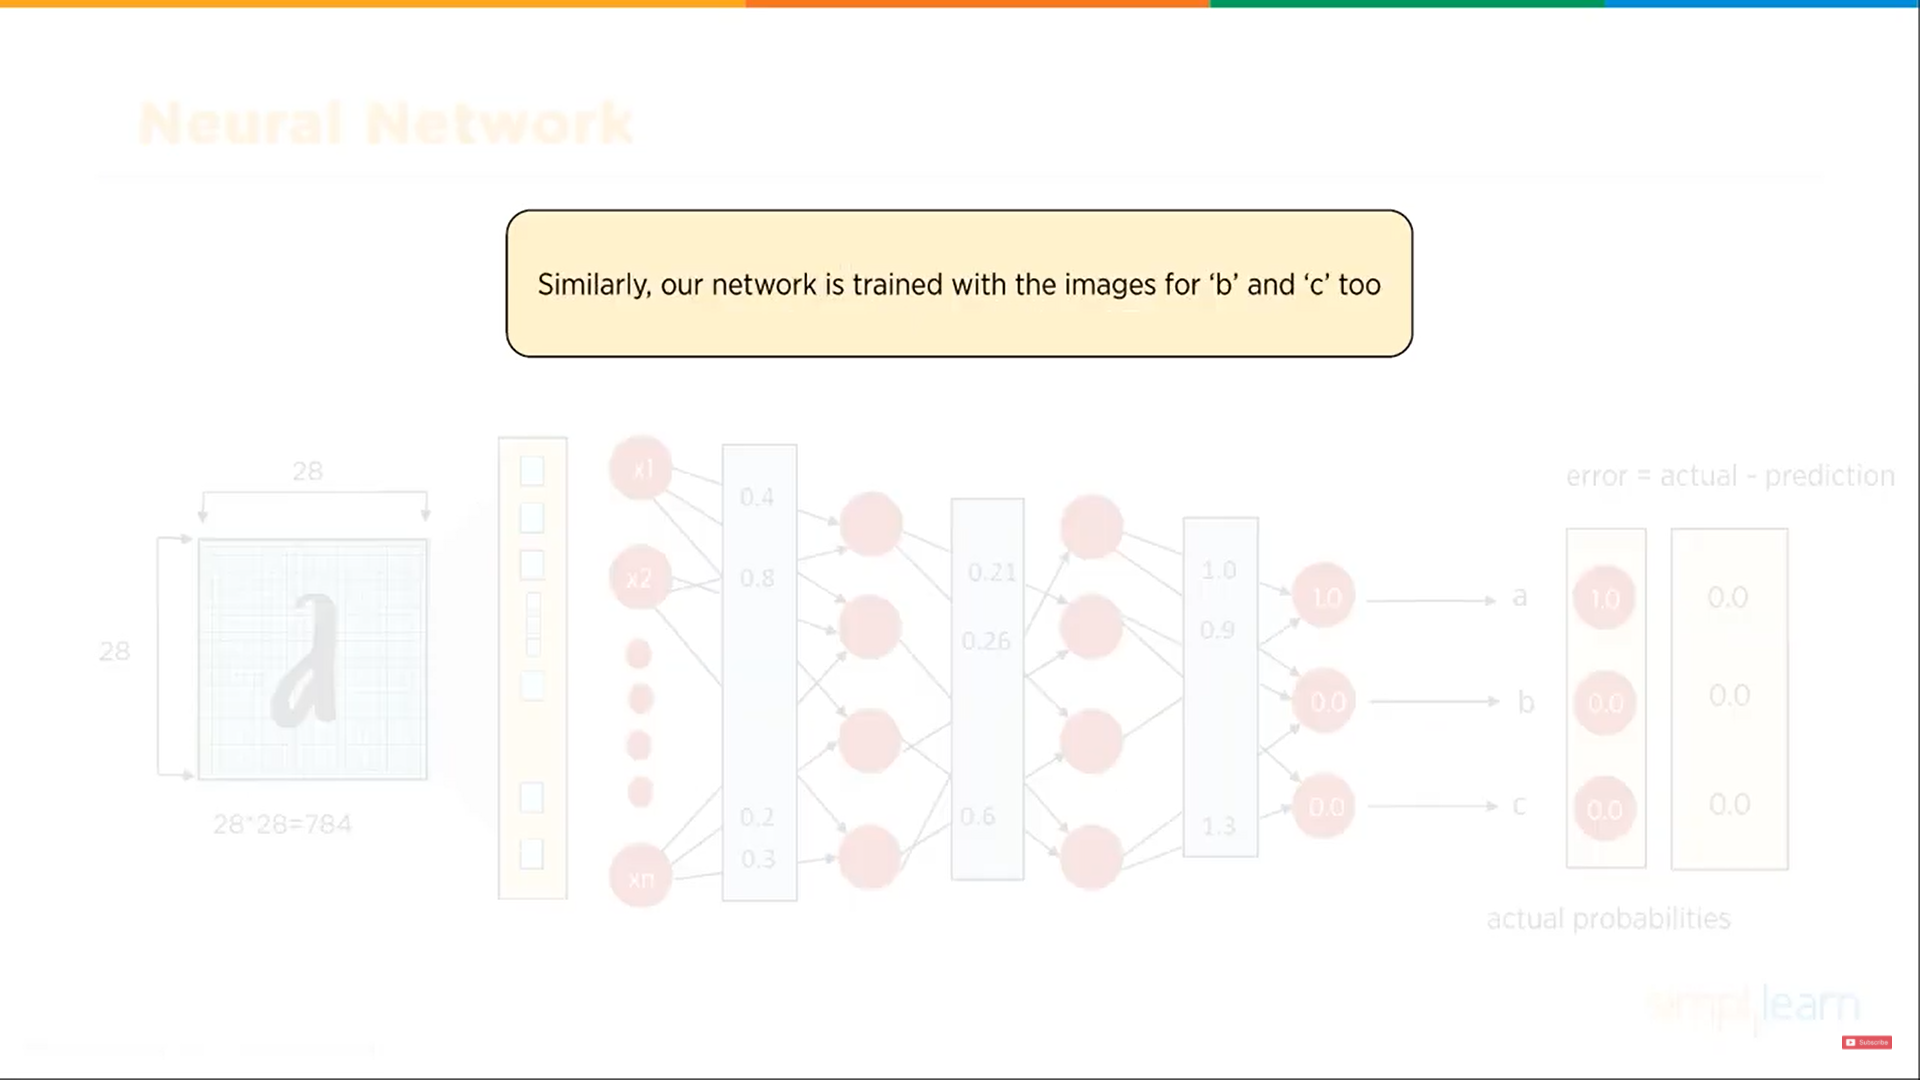 Neural Network
Similarly, our network is trained with the images for ‘b’ and ‘c’ too
28
28
28*28=784
x1
x2
xn
0.4
0.8
0.2
0.3
0.21
0.26
0.6
1.0
0.9
1.3
1.0
0.0
0.0
a
b
c
error = actual - prediction
1.0
0.0
0.0
0.0
0.0
0.0
actual probabilities
simplilearn
Subscribe